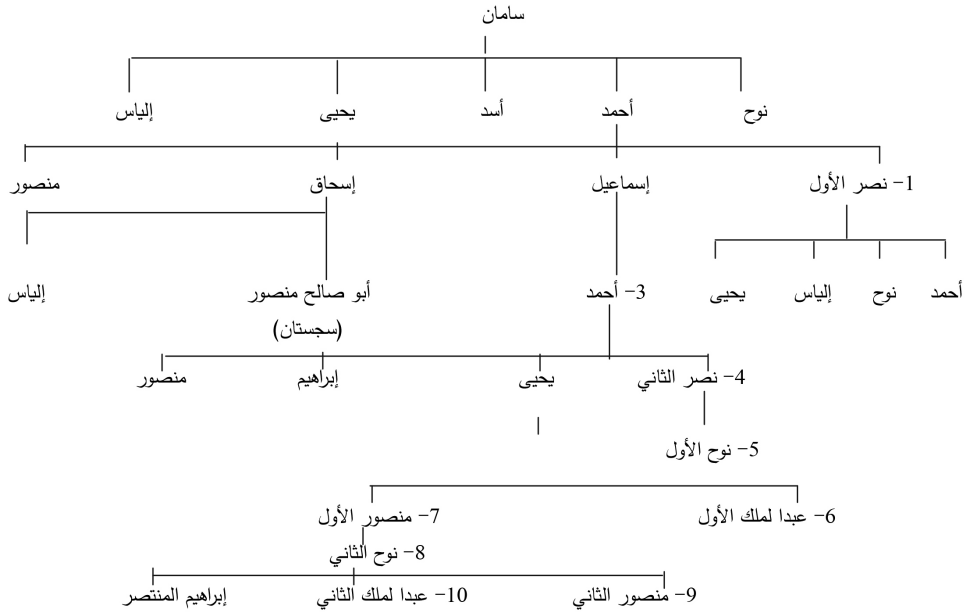 سامان
نوح أحمد أسد يحيى إلياس
1- نصر الأول إسماعيل إسحاق منصور
أحمد نوح إلياس يحيى 3- أحمد أبو صالح منصور إلياس
(سجستان)
4- نصر الثاني يحيى إبراهيم منصور
5- نوح الأول
6- عبدا لملك الأول 7- منصور الأول
8- نوح الثاني
9- منصور الثاني 10- عبدا لملك الثاني إبراهيم المنتصر